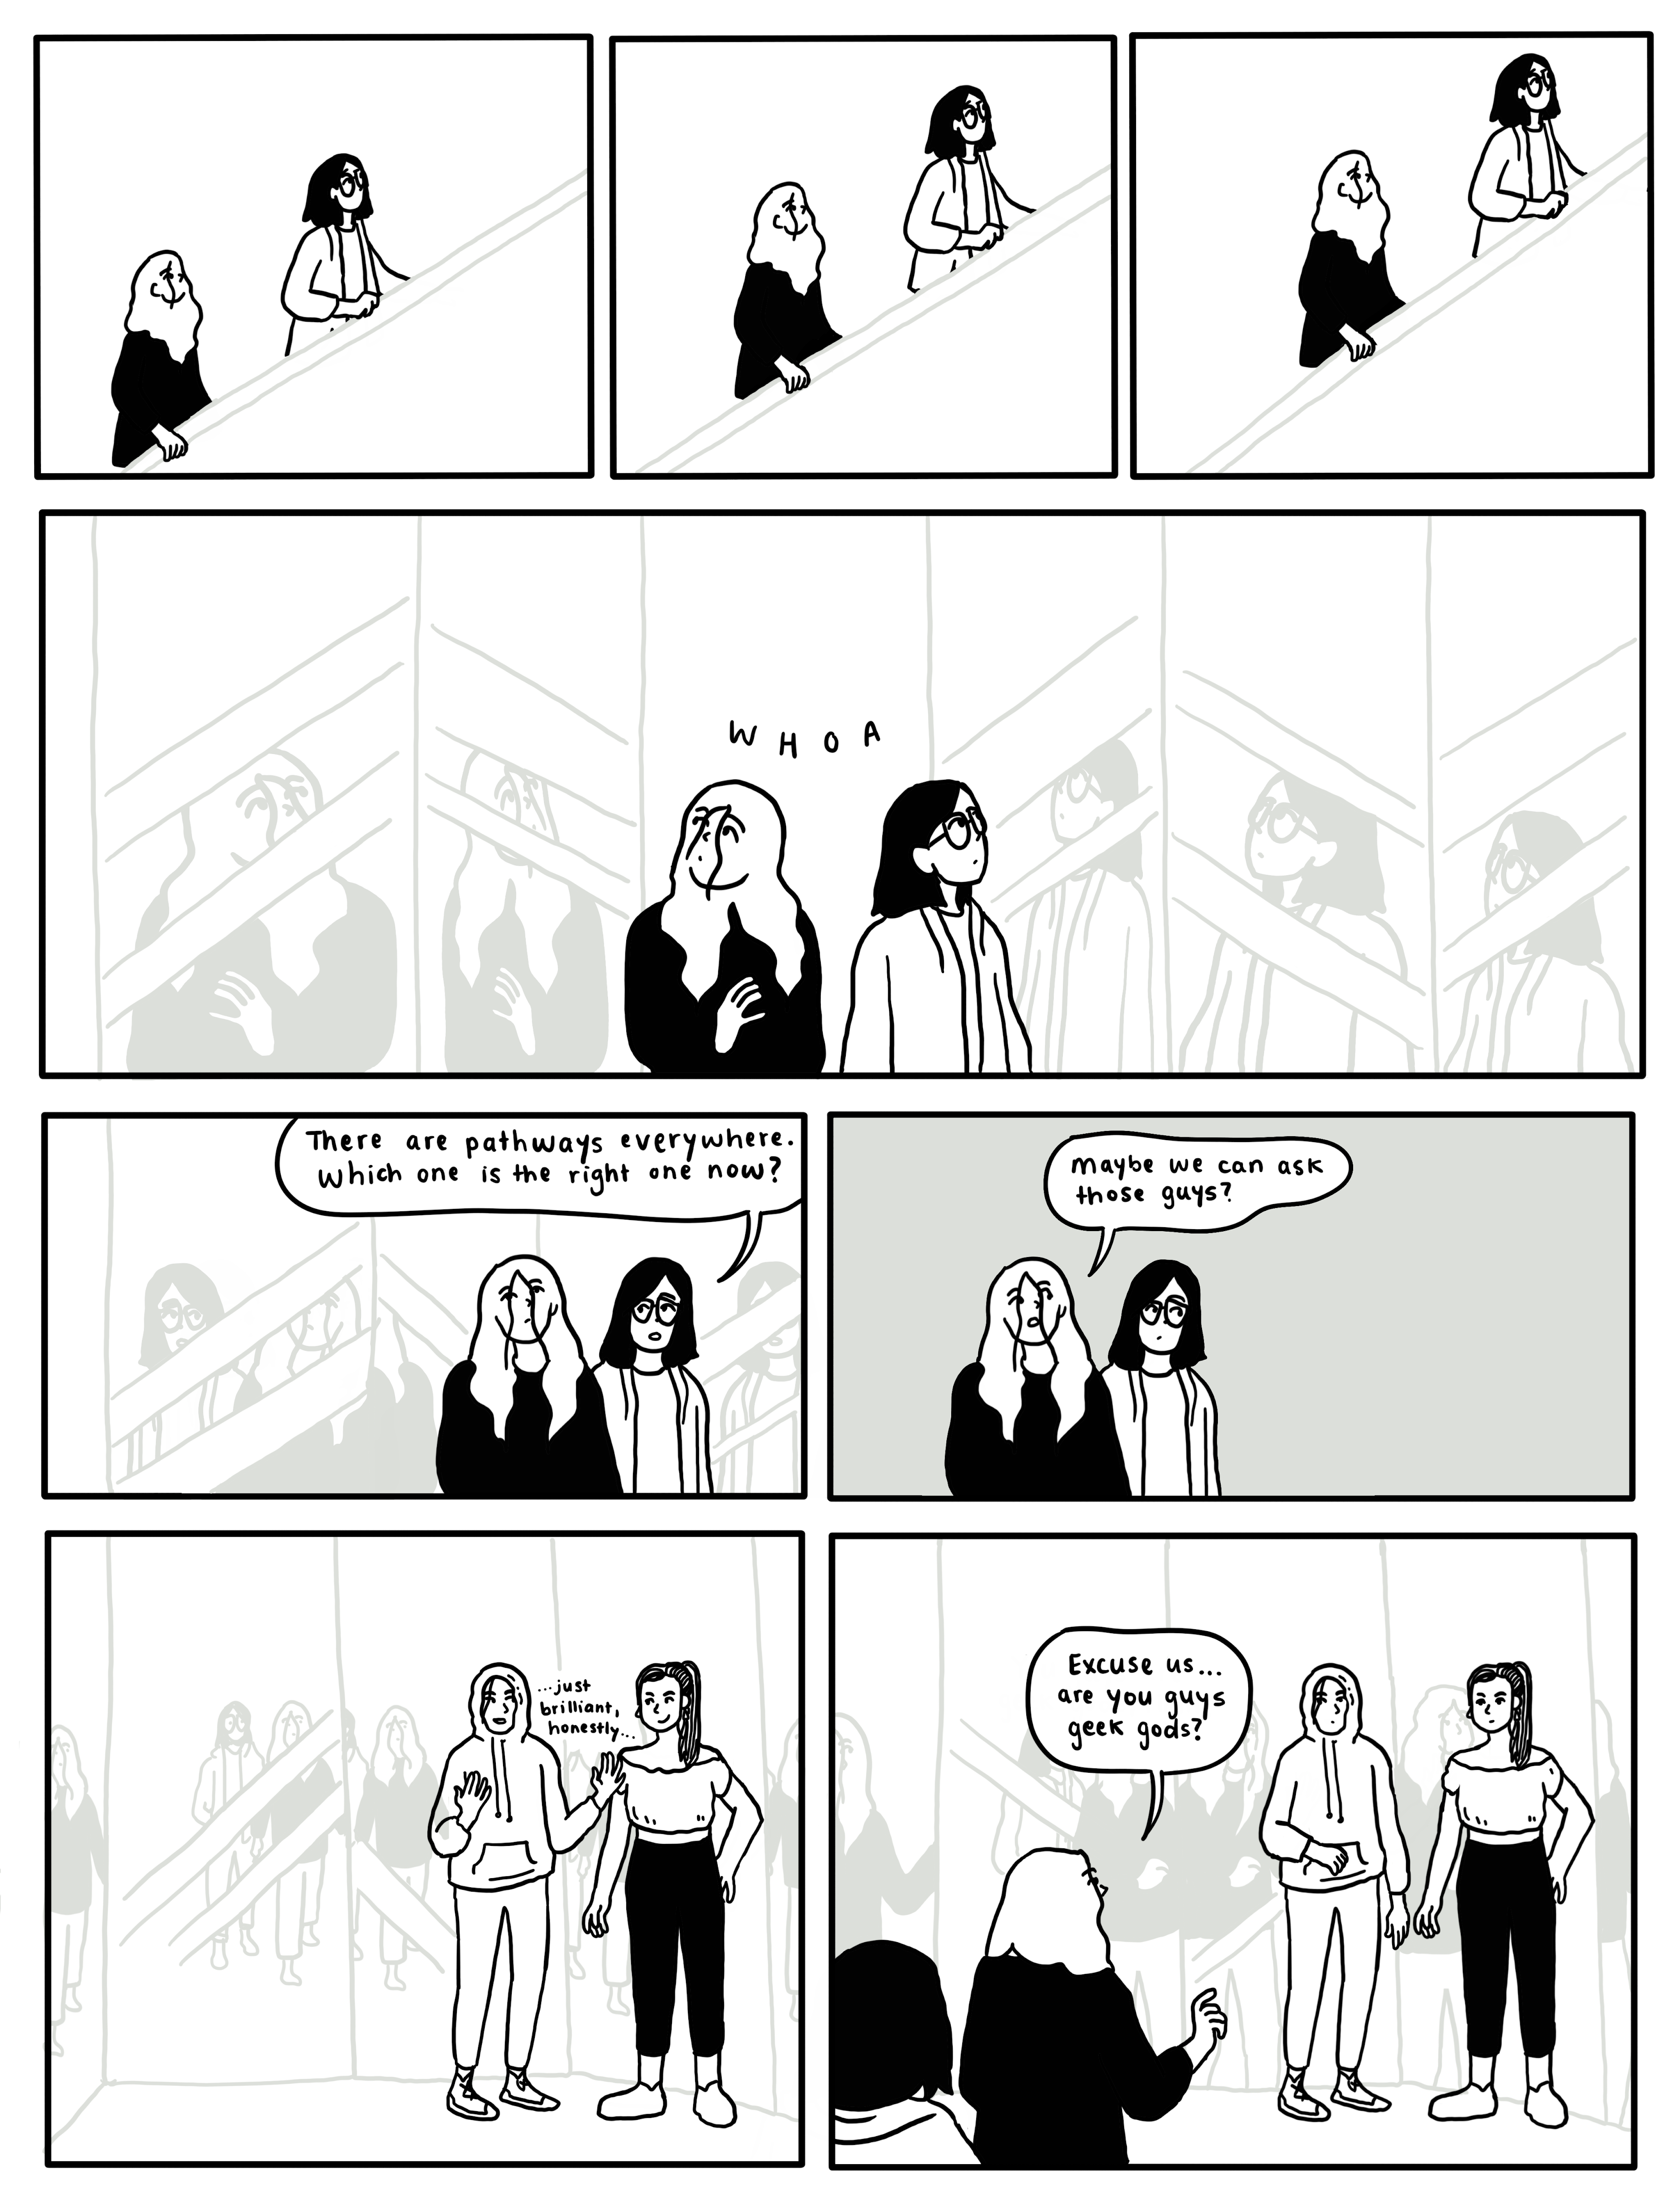 WHOA
There are pathways everywhere.
Which one is the right one now?
Maybe we can ask
those guys?
...just
brilliant,
honestly...
Excuse us...
are you guys
geek gods?